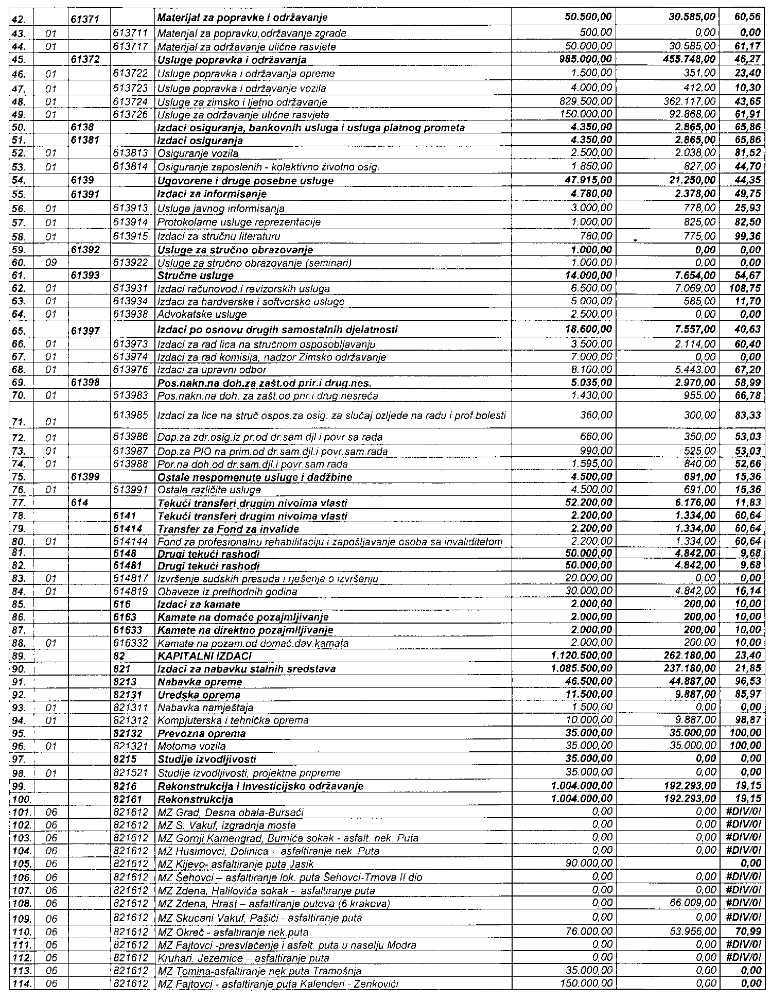 42. 61371 Materijal za popravke i održavanje 50.500,00 30.585,00 60,56
43. 01 613711 Materijal za popravku,održavanje zgrade 500,00 0,00 0,00
44. 01 613717 Materijal za održavanje ulične rasvjete 50.000,00 30.585,00 61,17
45. 61372 Usluge popravka i održavanja 985.000,00 455.748,00 46,27
46. 01 613722 Usluge popravka i održavanja opreme 1.500,00 351,00 23,40
47. 01 613723 Usluge popravka i održavanje vozila 4.000,00 412,00 10,30
48. 01 613724 Usluge za zimsko i ljetno održavanje 829.500,00 362.117,00 43,65
49. 01 613726 Usluge za održavanje ulične rasvjete 150.000,00 92.868,00 61,91
50. 6138 Izdaci osiguranja, bankovnih usluga i usluga platnog prometa 4.350,00 2.865,00 65,86
51. 61381 Izdaci osiguranja 4.350,00 2.865,00 65,86
52. 01 613813 Osiguranje vozila 2.500,00 2.038,00 81,52
53. 01 613814 Osiguranje zaposlenih - kolektivno životno osig. 1.850,00 827,00 44,70
54. 6139 Ugovorene i druge posebne usluge 47.915,00 21.250,00 44,35
55. 61391 Izdaci za informisanje 4.780,00 2.378,00 49,75
56. 01 613913 Usluge javnog informisanja 3.000,00 778,00 25,93
57. 01 613914 Protokolarne usluge reprezentacije 1.000,00 825,00 82,50
58. 01 613915 Izdaci za stručnu literaturu 780,00 775,00 99,36
59. 61392 Usluge za stručno obrazovanje 1.000,00 0,00 0,00
60. 09 613922 Usluge za stručno obrazovanje (seminari) 1.000,00 0,00 0,00
61. 61393 Stručne usluge 14.000,00 7.654,00 54,67
62. 01 613931 Izdaci računovod.i revizorskih usluga 6.500,00 7.069,00 108,75
63. 01 613934 Izdaci za hardverske i softverske usluge 5.000,00 585,00 11,70
64. 01 613938 Advokatske usluge 2.500,00 0,00 0,00
65. 61397 Izdaci po osnovu drugih samostalnih djelatnosti 18.600,00 7.557,00 40,63
66. 01 613973 Izdaci za rad lica na stručnom osposobljavanju 3.500,00 2.114,00 60,40
67. 01 613974 Izdaci za rad komisija, nadzor Zimsko održavanje 7.000,00 0,00 0,00
68. 01 613976 Izdaci za upravni odbor 8.100,00 5.443,00 67,20
69. 61398 Pos.nakn.na doh.za zašt.od prir.i drug.nes. 5.035,00 2.970,00 58,99
70. 01 613983 Pos.nakn.na doh. za zašt.od prir.i drug.nesreća 1.430,00 955,00 66,78
71. 01 613985 Izdaci za lice na struč.ospos.za osig. za slučaj ozljede na radu i prof.bolesti 360,00 300,00 83,33
72. 01 613986 Dop.za zdr.osig.iz pr.od dr.sam.djl.i povr.sa.rada 660,00 350,00 53,03
73. 01 613987 Dop.za PIO na prim.od dr.sam.djl.i povr.sam.rada 990,00 525,00 53,03
74. 01 613988 Por.na doh.od dr.sam.djl.i povr.sam.rada 1.595,00 840,00 52,66
75. 61399 Ostale nespomenute usluge i dadžbine 4.500,00 691,00 15,36
76. 01 613991 Ostale različite usluge 4.500,00 691,00 15,36
77. 614 Tekući transferi drugim nivoima vlasti 52.200,00 6.176,00 11,83
78. 6141 Tekući transferi drugim nivoima vlasti 2.200,00 1.334,00 60,64
79. 61414 Transfer za Fond za invalide 2.200,00 1.334,00 60,64
80. 01 614144 Fond za profesionalnu rehabilitaciju i zapošljavanje osoba sa invaliditetom 2.200,00 1.334,00 60,64
81. 6148 Drugi tekući rashodi 50.000,00 4.842,00 9,68
82. 61481 Drugi tekući rashodi 50.000,00 4.842,00 9,68
83. 01 614817 Izvršenje sudskih presuda i rješenja o izvršenju 20.000,00 0,00 0,00
84. 01 614819 Obaveze iz prethodnih godina 30.000,00 4.842,00 16,14
85. 616 Izdaci za kamate 2.000,00 200,00 10,00
86. 6163 Kamate na domaće pozajmljivanje 2.000,00 200,00 10,00
87. 61633 Kamate na direktno pozajmlljivanje 2.000,00 200,00 10,00
88. 01 616332 Kamate na pozam.od domać.dav.kamata 2.000,00 200,00 10,00
89. 82 KAPITALNI IZDACI 1.120.500,00 262.180,00 23,40
90. 821 Izdaci za nabavku stalnih sredstava 1.085.500,00 237.180,00 21,85
91. 8213 Nabavka opreme 46.500,00 44.887,00 96,53
92. 82131 Uredska oprema 11.500,00 9.887,00 85,97
93. 01 821311 Nabavka namještaja 1.500,00 0,00 0,00
94. 01 821312 Kompjuterska i tehnička oprema 10.000,00 9.887,00 98,87
95. 82132 Prevozna oprema 35.000,00 35.000,00 100,00
96. 01 821321 Motorna vozila 35.000,00 35.000,00 100,00
97. 8215 Studije izvodljivosti 35.000,00 0,00 0,00
98. 01 821521 Studije izvodljivosti, projektne pripreme 35.000,00 0,00 0,00
99. 8216 Rekonstrukcija i investicijsko održavanje 1.004.000,00 192.293,00 19,15
100. 82161 Rekonstrukcija 1.004.000,00 192.293,00 19,15
101. 06 821612 MZ Grad, Desna obala-Bursaći 0,00 0,00 #DIV/0!
102. 06 821612 MZ S. Vakuf, izgradnja mosta 0,00 0,00 #DIV/0!
103. 06 821612 MZ Gornji Kamengrad, Burnića sokak - asfalt. nek. Puta 0,00 0,00 #DIV/0!
104. 06 821612 MZ Husimovci, Dolinica - asfaltiranje nek. Puta 0,00 0,00 #DIV/0!
105. 06 821612 MZ Kijevo- asfaltiranje puta Jasik 90.000,00 0,00
106. 06 821612 MZ Šehovci – asfaltiranje lok. puta Šehovci-Trnova II dio 0,00 0,00 #DIV/0!
107. 06 821612 MZ Zdena, Halilovića sokak - asfaltiranje puta 0,00 0,00 #DIV/0!
108. 06 821612 MZ Zdena, Hrast – asfaltiranje puteva (6 krakova) 0,00 66.009,00 #DIV/0!
109. 06 821612 MZ Skucani Vakuf, Pašići - asfaltiranje puta 0,00 0,00 #DIV/0!
110. 06 821612 MZ Okreč - asfaltiranje nek.puta 76.000,00 53.956,00 70,99
111. 06 821612 MZ Fajtovci -presvlačenje i asfalt. puta u naselju Modra 0,00 0,00 #DIV/0!
112. 06 821612 Kruhari, Jezernice – asfaltiranje puta 0,00 0,00 #DIV/0!
113. 06 821612 MZ Tomina-asfaltiranje nek.puta Tramošnja 35.000,00 0,00 0,00
114. 06 821612 MZ Fajtovci - asfaltiranje puta Kalenderi - Zenkovići 150.000,00 0,00 0,00